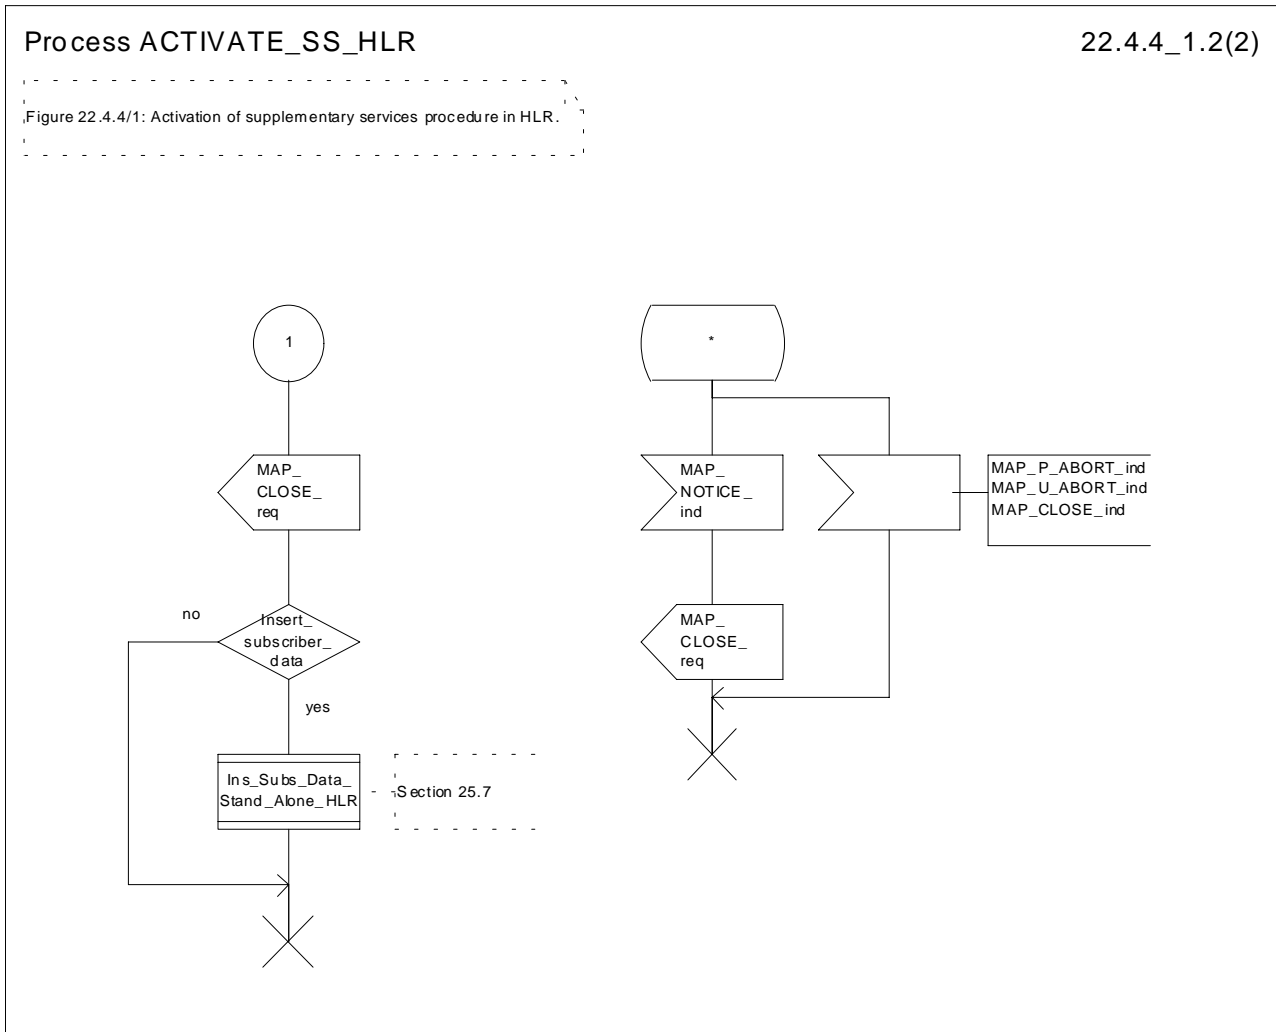 Process ACTIVATE_SS_HLR
22.4.4_1.2(2)
Figure 22.4.4/1: Activation of supplementary services procedure in HLR.
1
MAP_
CLOSE_
req
no
Insert_
subscriber_
data
yes
Ins_Subs_Data_
Stand_Alone_HLR
Section 25.7
*
MAP_
NOTICE_
ind
MAP_P_ABORT_ind
MAP_U_ABORT_ind
MAP_CLOSE_ind
MAP_
CLOSE_
req